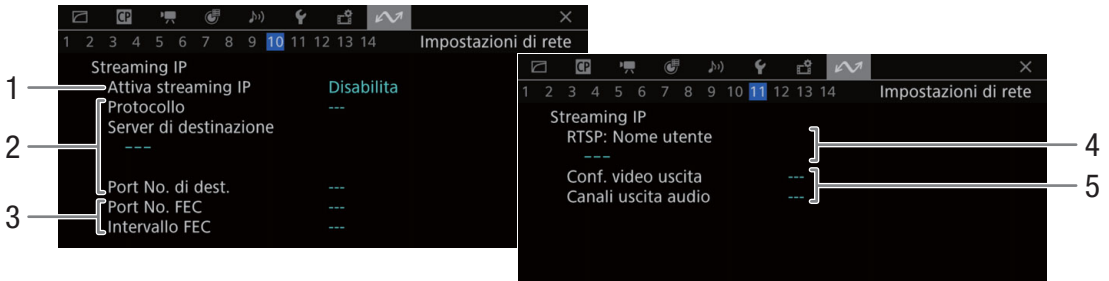 CP
1 2 3 4 5 6 7 8 9 10 11 12 13 14 Impostazioni di rete
Streaming IP
1 Attiva streaming IP Disabilita
Protocollo ---
Server di destinazione
2 ---
Port No. di dest. ---
3 Port No. FEC ---
Intervallo FEC ---
CP
1 2 3 4 5 6 7 8 9 10 11 12 13 14 Impostazioni di rete
Streaming IP
RTSP: Nome utente
--- 4
Conf. video uscita --- 5
Canali uscita audio ---